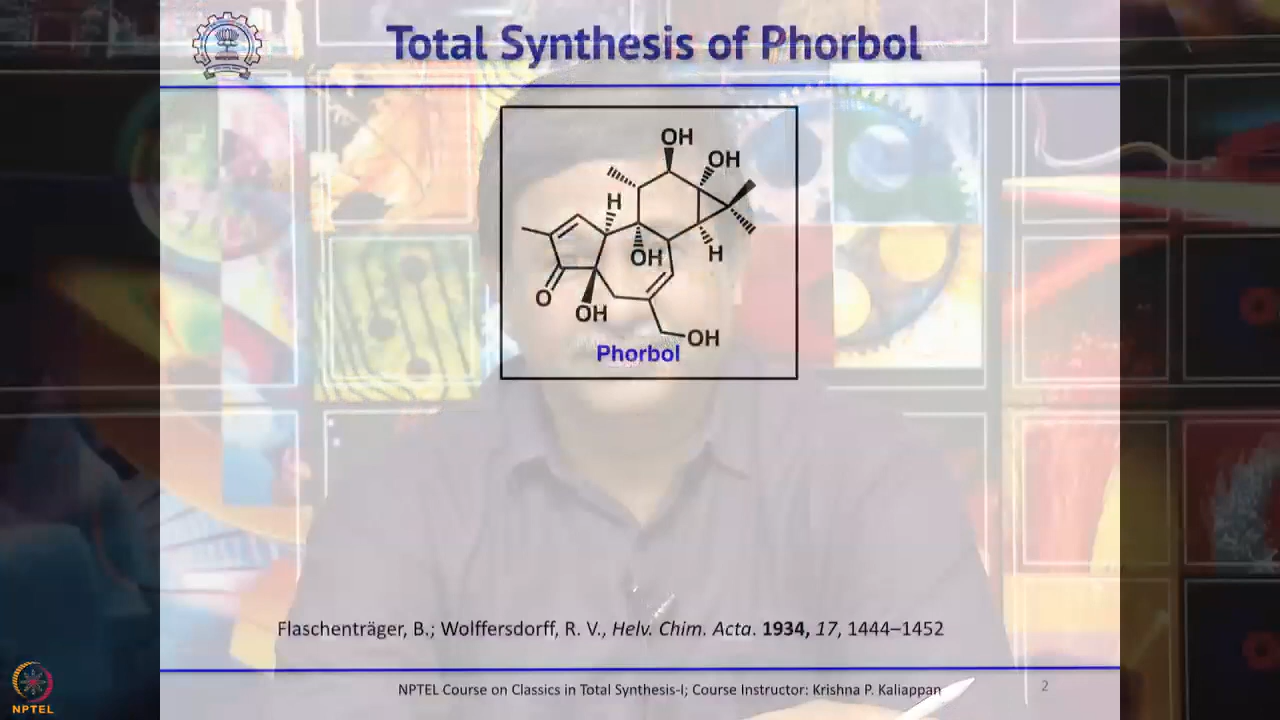 Total Synthesis of Phorbol
OH
OH
H
OH
H
O
OH
OH
Phorbol
Flaschenträger, B.; Wolffersdorff, R. V., Helv. Chim. Acta. 1934, 17, 1444–1452
NPTEL Course on Classics in Total Synthesis-I; Course Instructor: Krishna P. Kaliappan
2
NPTEL